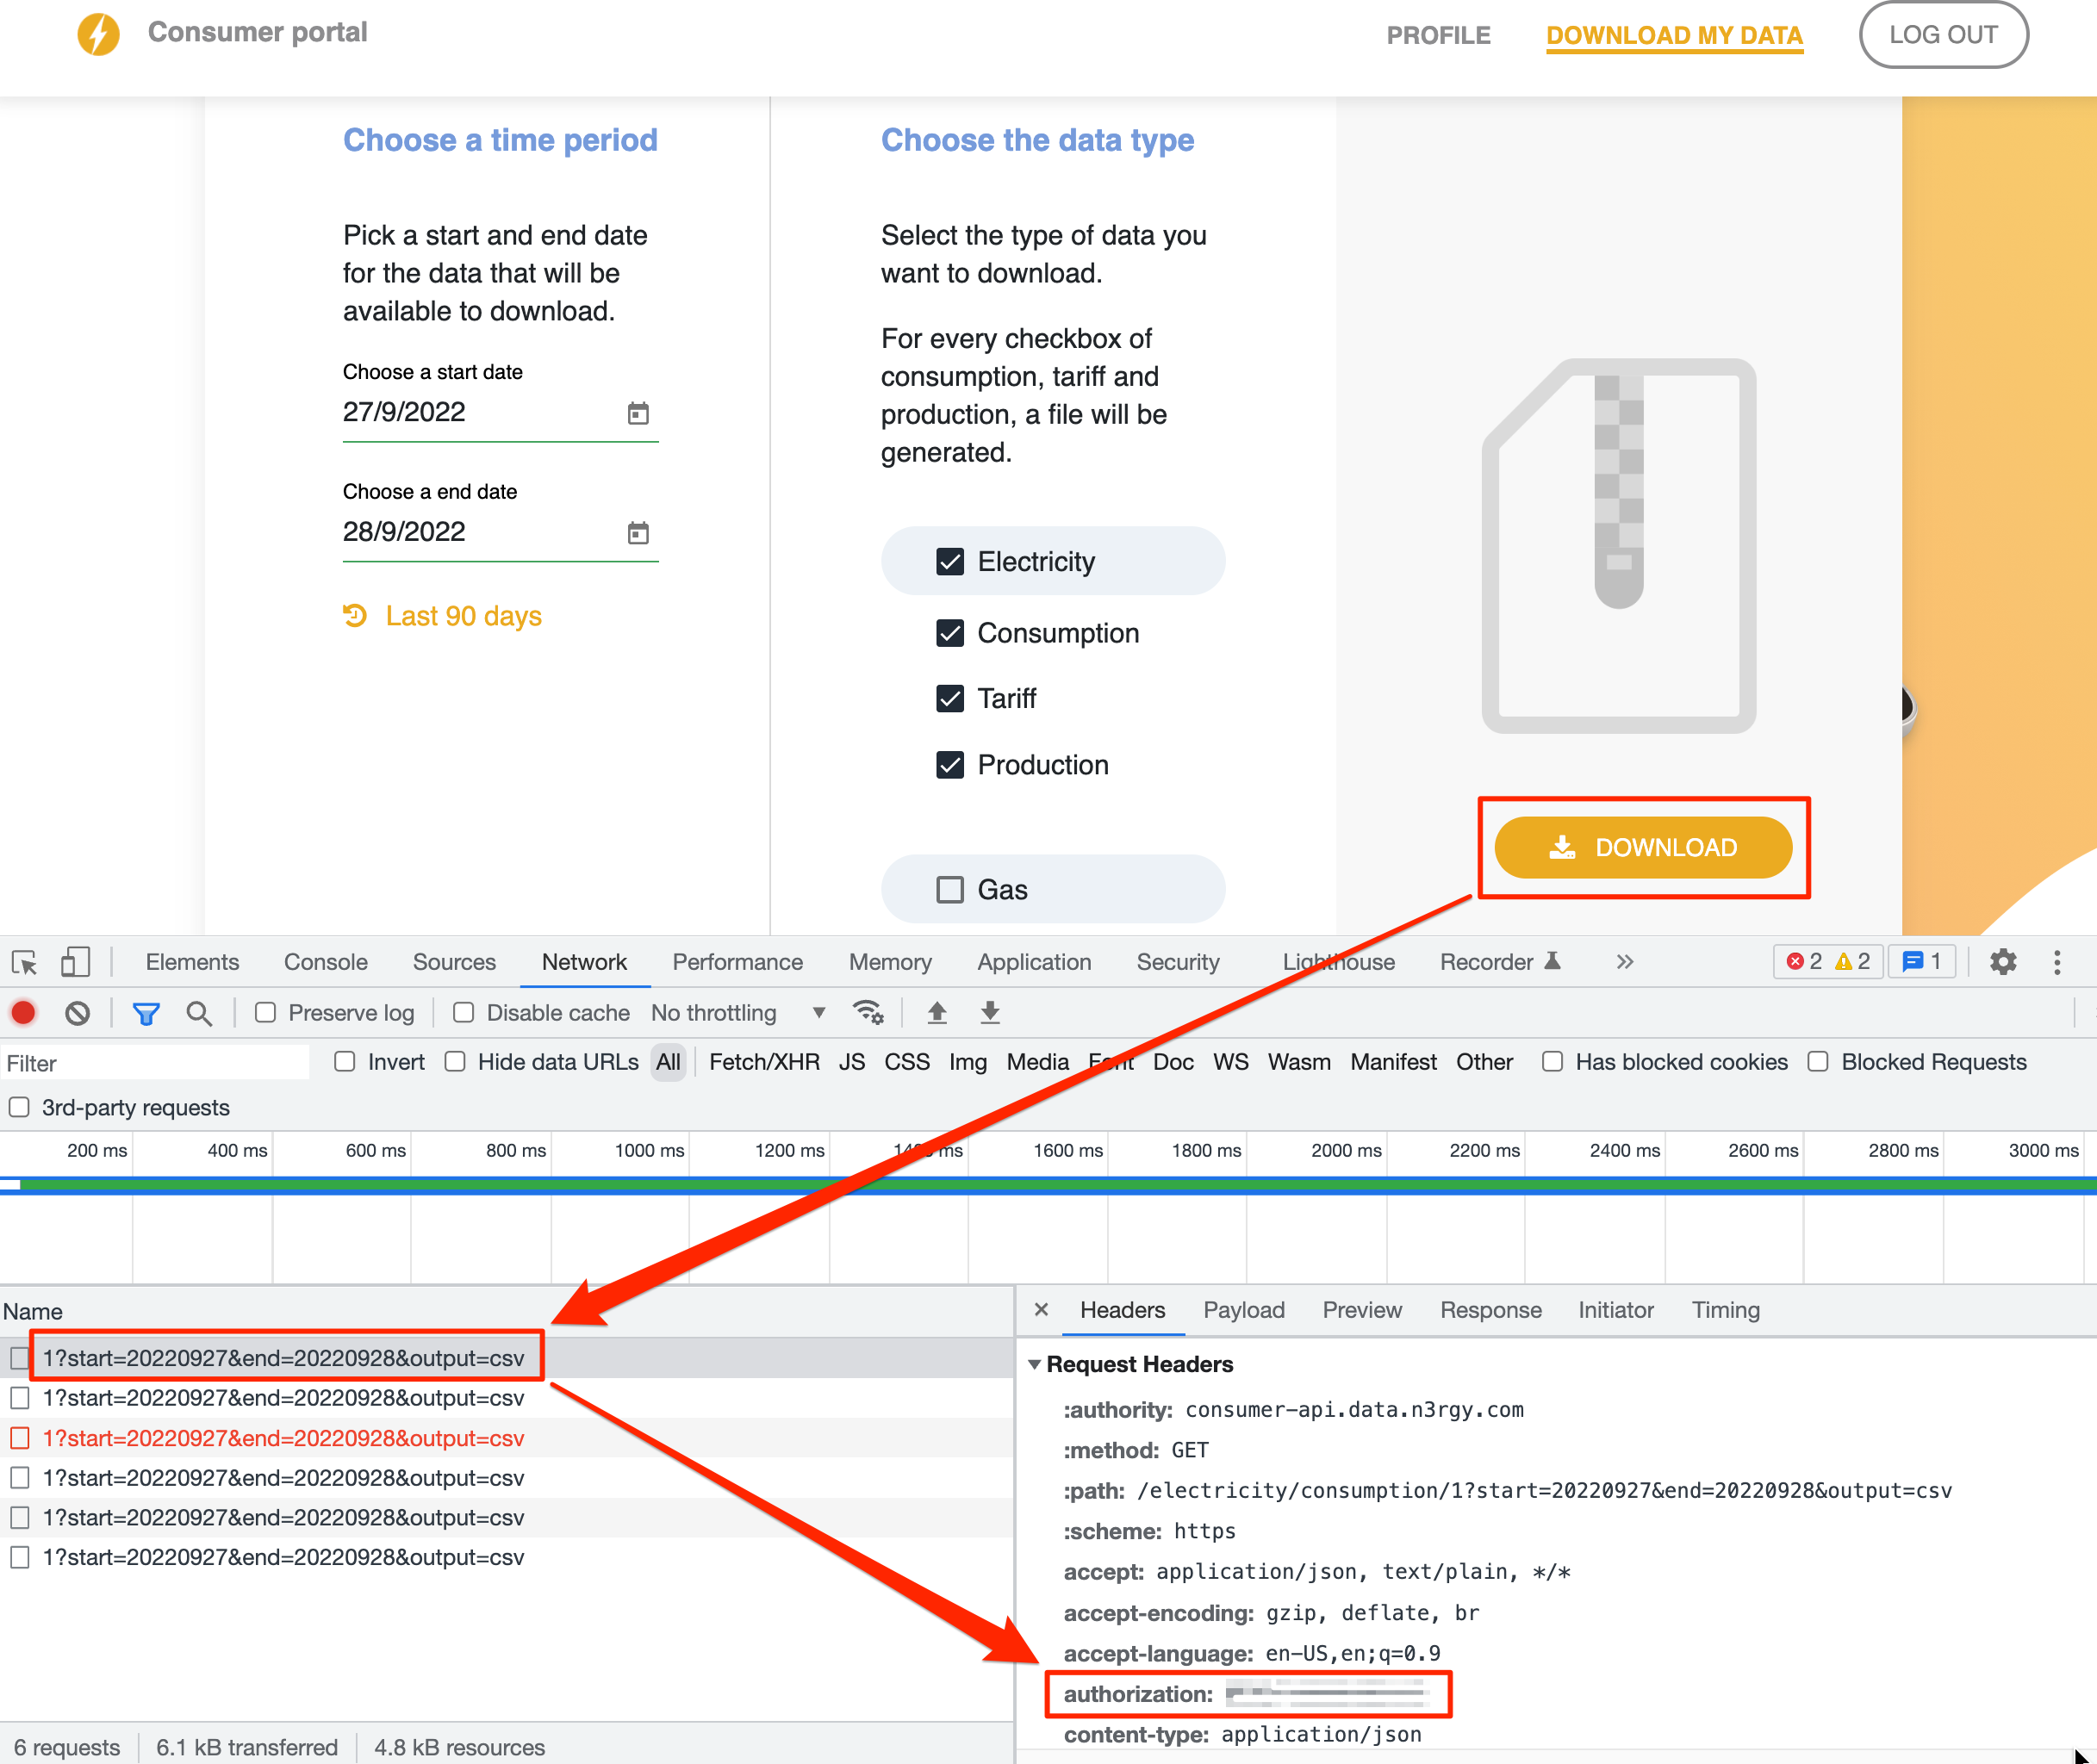 Consumer portal
PROFILE
DOWNLOAD MY DATA
LOG OUT
Choose a time period
Pick a start and end date
for the data that will be
available to download.
Choose a start date
27/9/2022
Choose a end date
28/9/2022
Last 90 days
Choose the data type
Select the type of data you
want to download.
For every checkbox of
consumption, tariff and
production, a file will be
generated.
Electricity
Consumption
Tariff
Production
Gas
DOWNLOAD
Elements Console Sources Network Performance Memory Application Security Lighthouse Recorder » 2 2 1
Preserve log Disable cache No throttling
Filter Invert Hide data URLs All Fetch/XHR JS CSS Img Media Font Doc WS Wasm Manifest Other Has blocked cookies Blocked Requests
3rd-party requests
200 ms 400 ms 600 ms 800 ms 1000 ms 1200 ms 1400 ms 1600 ms 1800 ms 2000 ms 2200 ms 2400 ms 2600 ms 2800 ms 3000 ms
Name
1?start=20220927&end=20220928&output=csv
1?start=20220927&end=20220928&output=csv
1?start=20220927&end=20220928&output=csv
1?start=20220927&end=20220928&output=csv
1?start=20220927&end=20220928&output=csv
1?start=20220927&end=20220928&output=csv
6 requests 6.1 kB transferred 4.8 kB resources
× Headers Payload Preview Response Initiator Timing
Request Headers
:authority: consumer-api.data.n3rgy.com
:method: GET
:path: /electricity/consumption/1?start=20220927&end=20220928&output=csv
:scheme: https
accept: application/json, text/plain, */*
accept-encoding: gzip, deflate, br
accept-language: en-US,en;q=0.9
authorization:
content-type: application/json